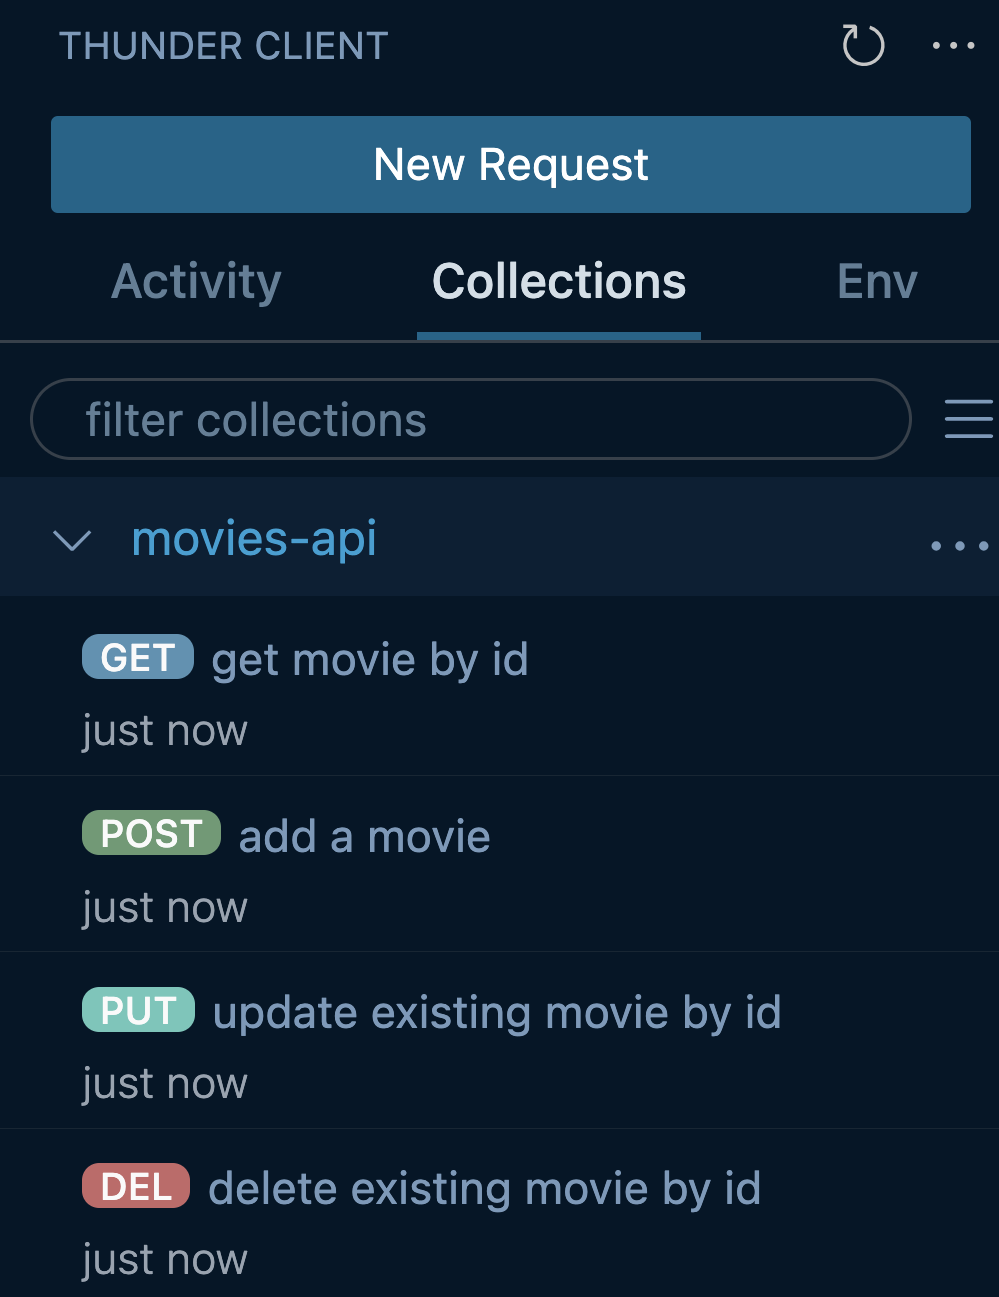 THUNDER CLIENT
New Request
Activity Collections Env
filter collections
movies-api
GET get movie by id
just now
POST add a movie
just now
PUT update existing movie by id
just now
DEL delete existing movie by id
just now